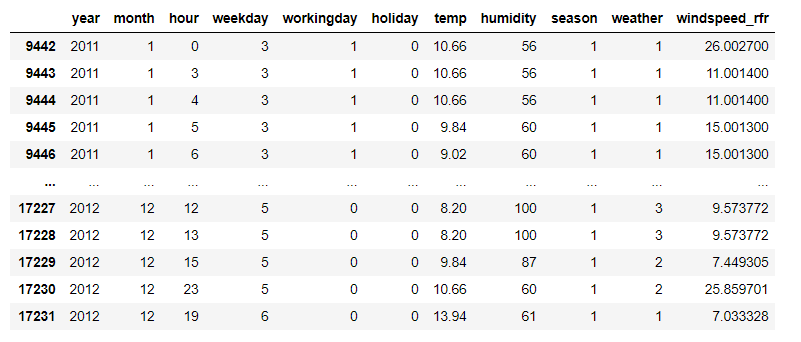 year month hour weekday workingday holiday temp humidity season weather windspeed_rfr
9442 2011 1 0 3 1 0 10.66 56 1 1 26.002700
9443 2011 1 3 3 1 0 10.66 56 1 1 11.001400
9444 2011 1 4 3 1 0 10.66 56 1 1 11.001400
9445 2011 1 5 3 1 0 9.84 60 1 1 15.001300
9446 2011 1 6 3 1 0 9.02 60 1 1 15.001300
... ... ... ... ... ... ... ... ... ... ... ...
17227 2012 12 12 5 0 0 8.20 100 1 3 9.573772
17228 2012 12 13 5 0 0 8.20 100 1 3 9.573772
17229 2012 12 15 5 0 0 9.84 87 1 2 7.449305
17230 2012 12 23 5 0 0 10.66 60 1 2 25.859701
17231 2012 12 19 6 0 0 13.94 61 1 1 7.033328